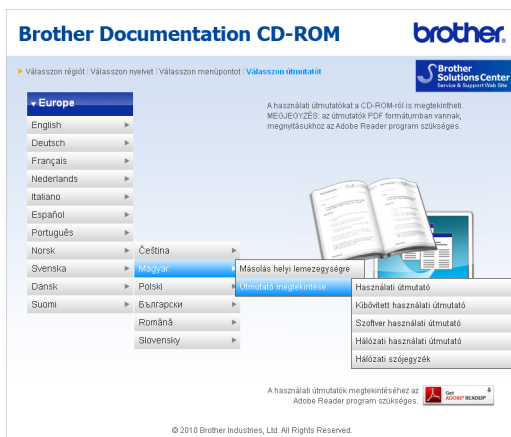 Brother Documentation CD-ROM
brother.
Válasszon régiót | Válasszon nyelvet | Válasszon menüpontot | Válasszon útmutatót
Brother
Solutions Center
Service & Support Web Site
Europe
English
Deutsch
Français
Nederlands
Italiano
Español
Português
Norsk
Svenska
Dansk
Suomi
Čeština
Magyar
Polski
Български
Română
Slovensky
Másolás helyi lemezegységre
Útmutató megtekintése
Használati útmutató
Kibővített használati útmutató
Szoftver használati útmutató
Hálózati használati útmutató
Hálózati szójegyzék
A használati útmutatókat a CD-ROM-ról is megtekintheti.
MEGJEGYZÉS: az útmutatók PDF formátumban vannak,
megnyitásukhoz az Adobe Reader program szükséges.
A használati útmutatók megtekintéséhez az
Adobe Reader program szükséges.
Get
ADOBE® READER®
© 2010 Brother Industries, Ltd. All Rights Reserved.